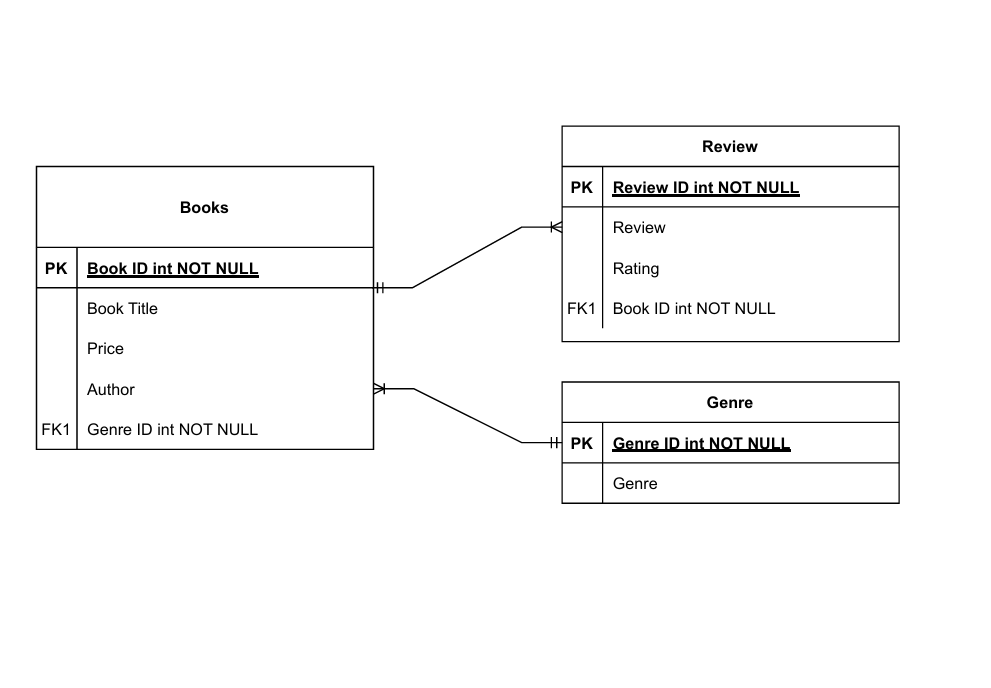 Books
PK Book ID int NOT NULL
Book Title
Price
Author
FK1 Genre ID int NOT NULL
Review
PK Review ID int NOT NULL
Review
Rating
FK1 Book ID int NOT NULL
Genre
PK Genre ID int NOT NULL
Genre